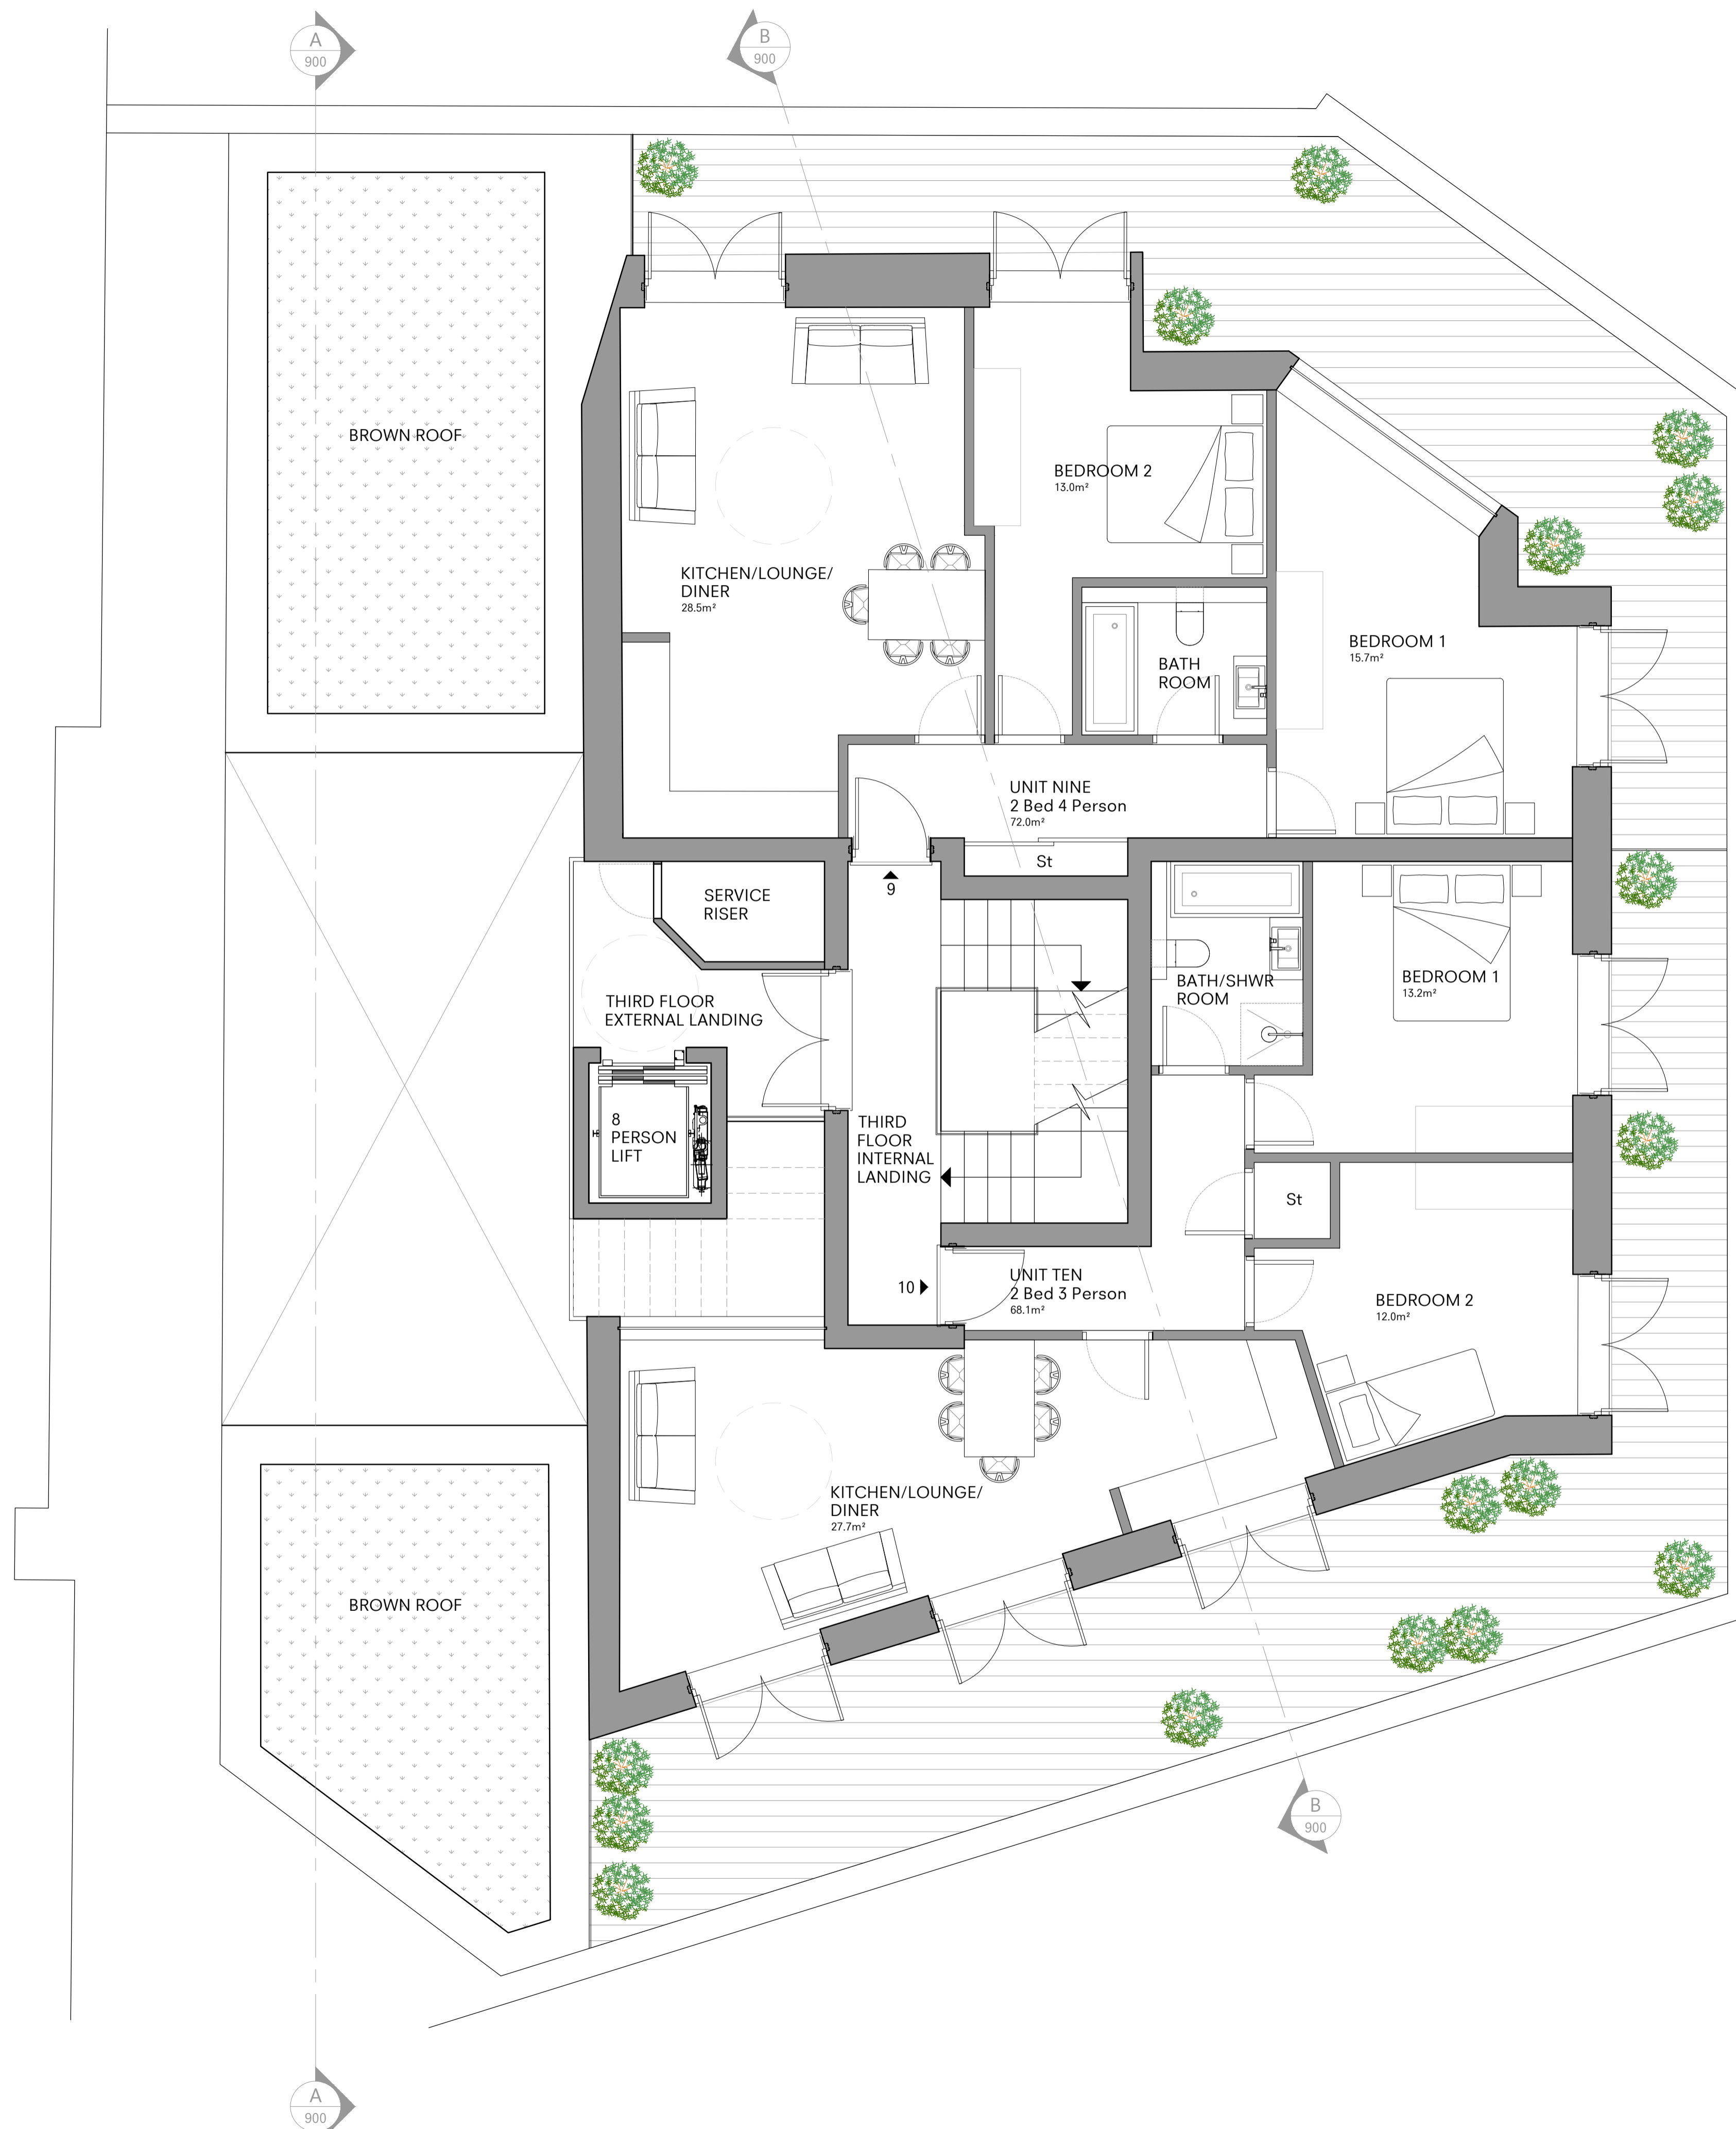 A
900
B
900
BROWN ROOF
BEDROOM 2
13.0m²
KITCHEN/LOUNGE/
DINER
28.5m²
BEDROOM 1
15.7m²
BATH
ROOM
UNIT NINE
2 Bed 4 Person
72.0m²
St
9
SERVICE
RISER
BATH/SHWR
ROOM
BEDROOM 1
13.2m²
THIRD FLOOR
EXTERNAL LANDING
8
PERSON
LIFT
THIRD
FLOOR
INTERNAL
LANDING
St
10
UNIT TEN
2 Bed 3 Person
68.1m²
BEDROOM 2
12.0m²
KITCHEN/LOUNGE/
DINER
27.7m²
BROWN ROOF
B
900
A
900